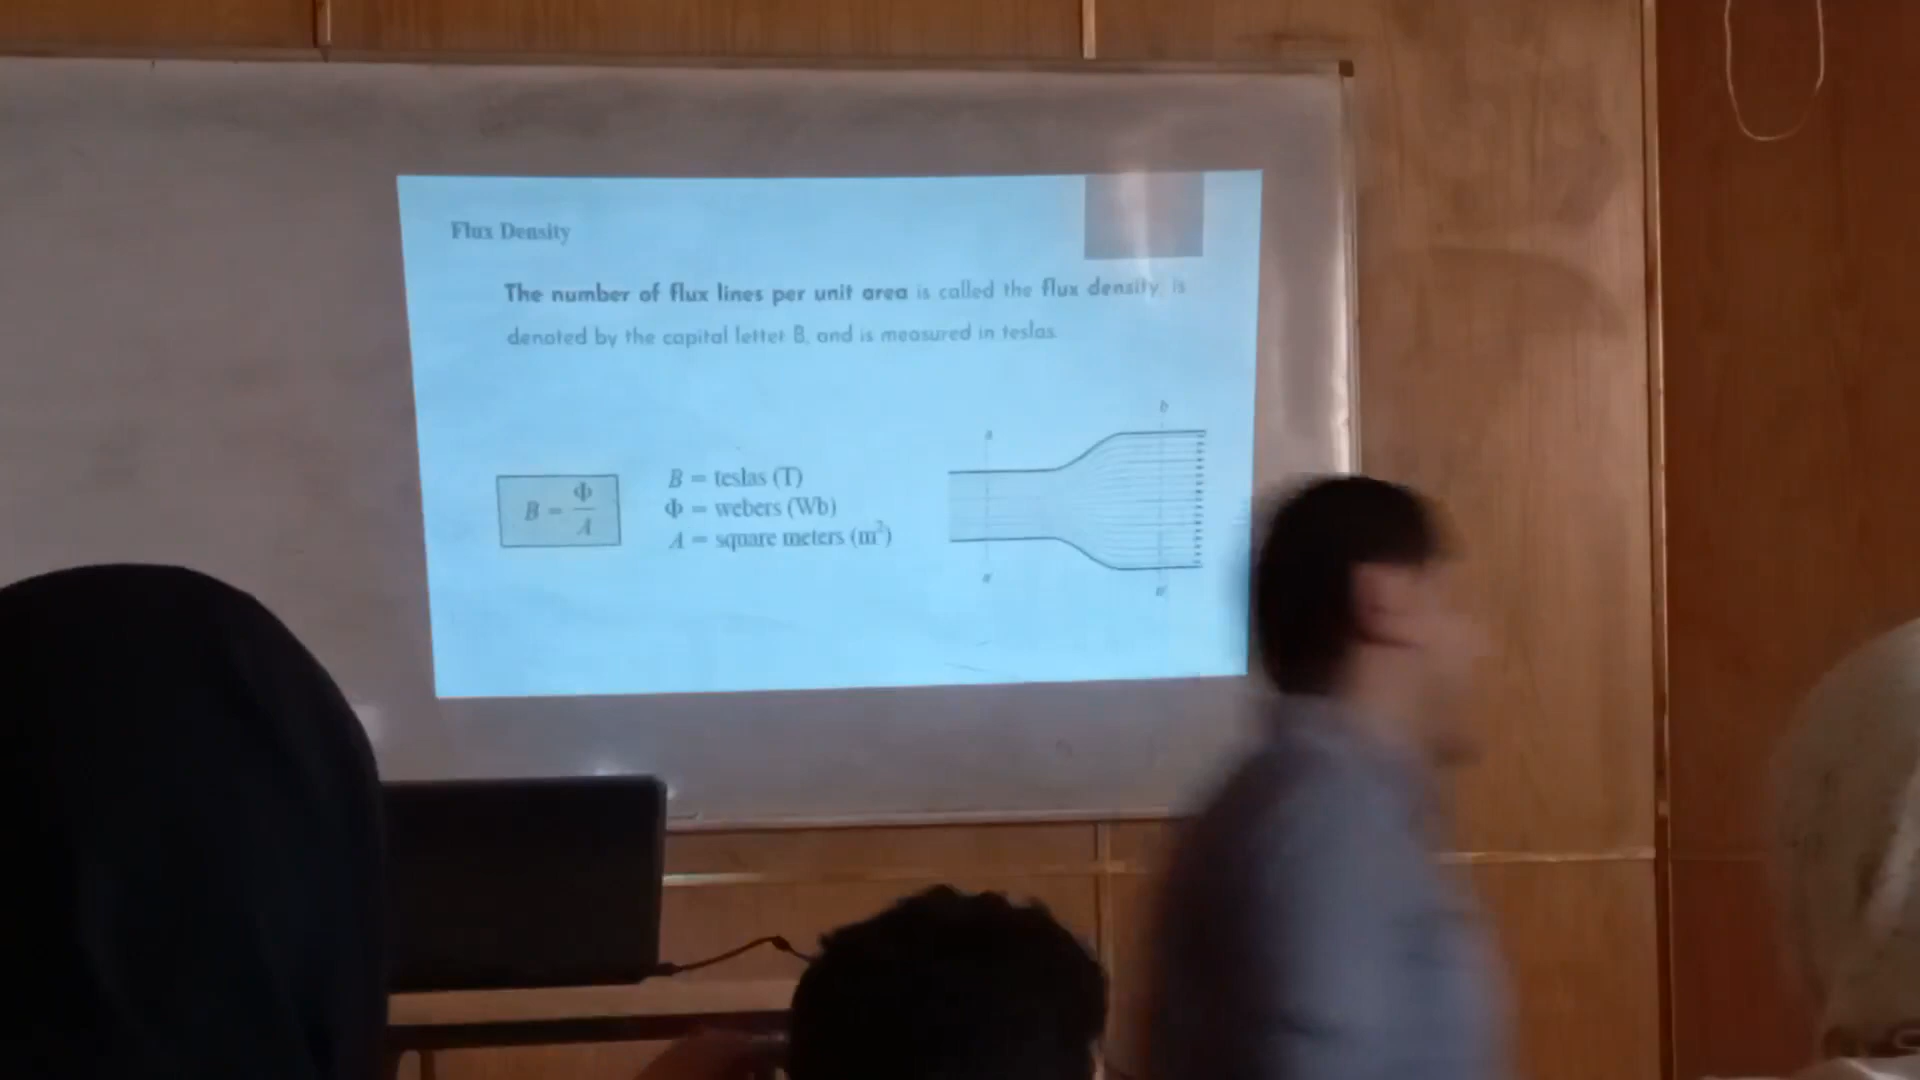 Flux Density
The number of flux lines per unit area is called the flux density, is
denoted by the capital letter B, and is measured in teslas.
B = Φ/A
B = teslas (T)
Φ = webers (Wb)
A = square meters (m²)
a
b